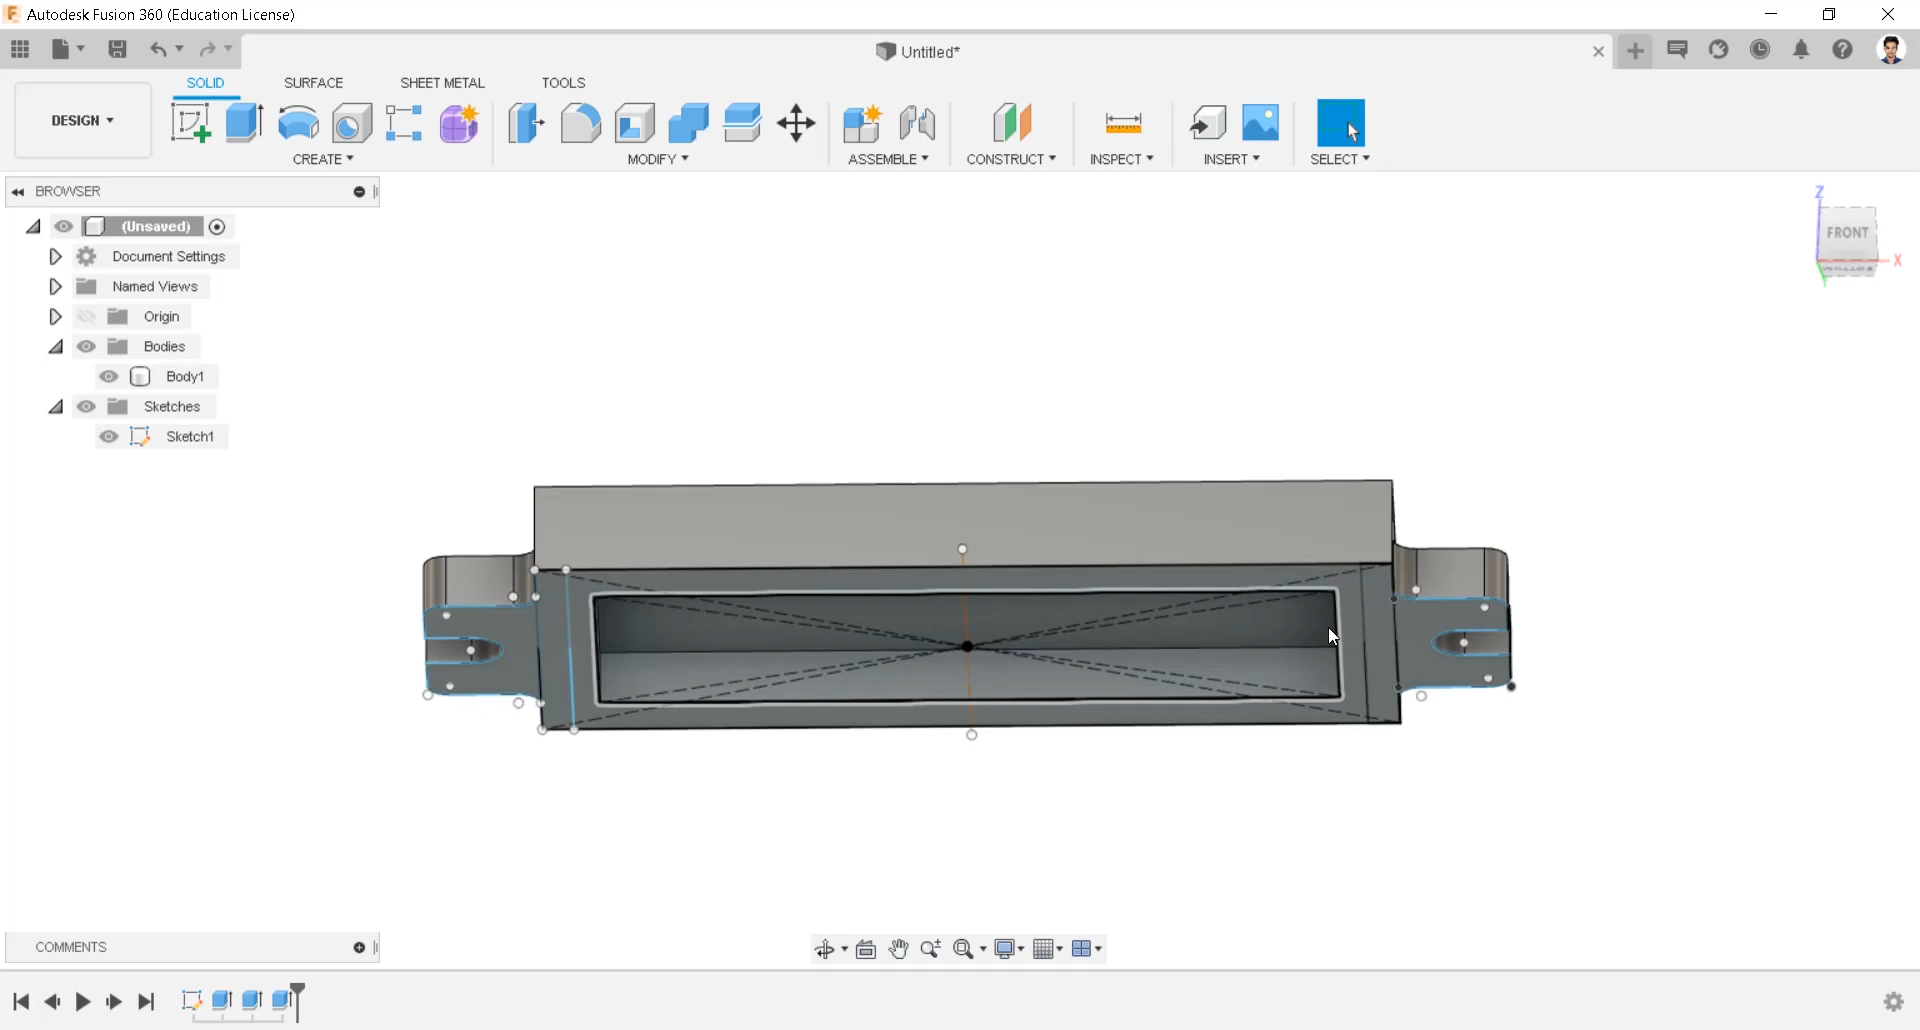 Autodesk Fusion 360 (Education License)
Untitled*
SOLID
SURFACE
SHEET METAL
TOOLS
DESIGN
CREATE
MODIFY
ASSEMBLE
CONSTRUCT
INSPECT
INSERT
SELECT
BROWSER
(Unsaved)
Document Settings
Named Views
Origin
Bodies
Body1
Sketches
Sketch1
Z
FRONT
X
BOTTOM
Y
COMMENTS